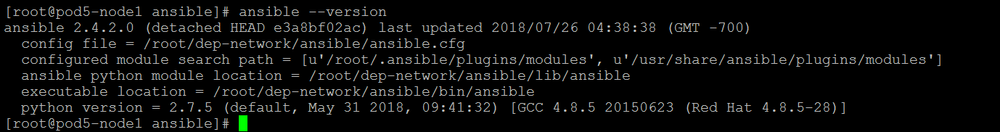 [root@pod5-node1 ansible]# ansible --version
ansible 2.4.2.0 (detached HEAD e3a8bf02ac) last updated 2018/07/26 04:38:38 (GMT -700)
  config file = /root/dep-network/ansible/ansible.cfg
  configured module search path = [u'/root/.ansible/plugins/modules', u'/usr/share/ansible/plugins/modules']
  ansible python module location = /root/dep-network/ansible/lib/ansible
  executable location = /root/dep-network/ansible/bin/ansible
  python version = 2.7.5 (default, May 31 2018, 09:41:32) [GCC 4.8.5 20150623 (Red Hat 4.8.5-28)]
[root@pod5-node1 ansible]#